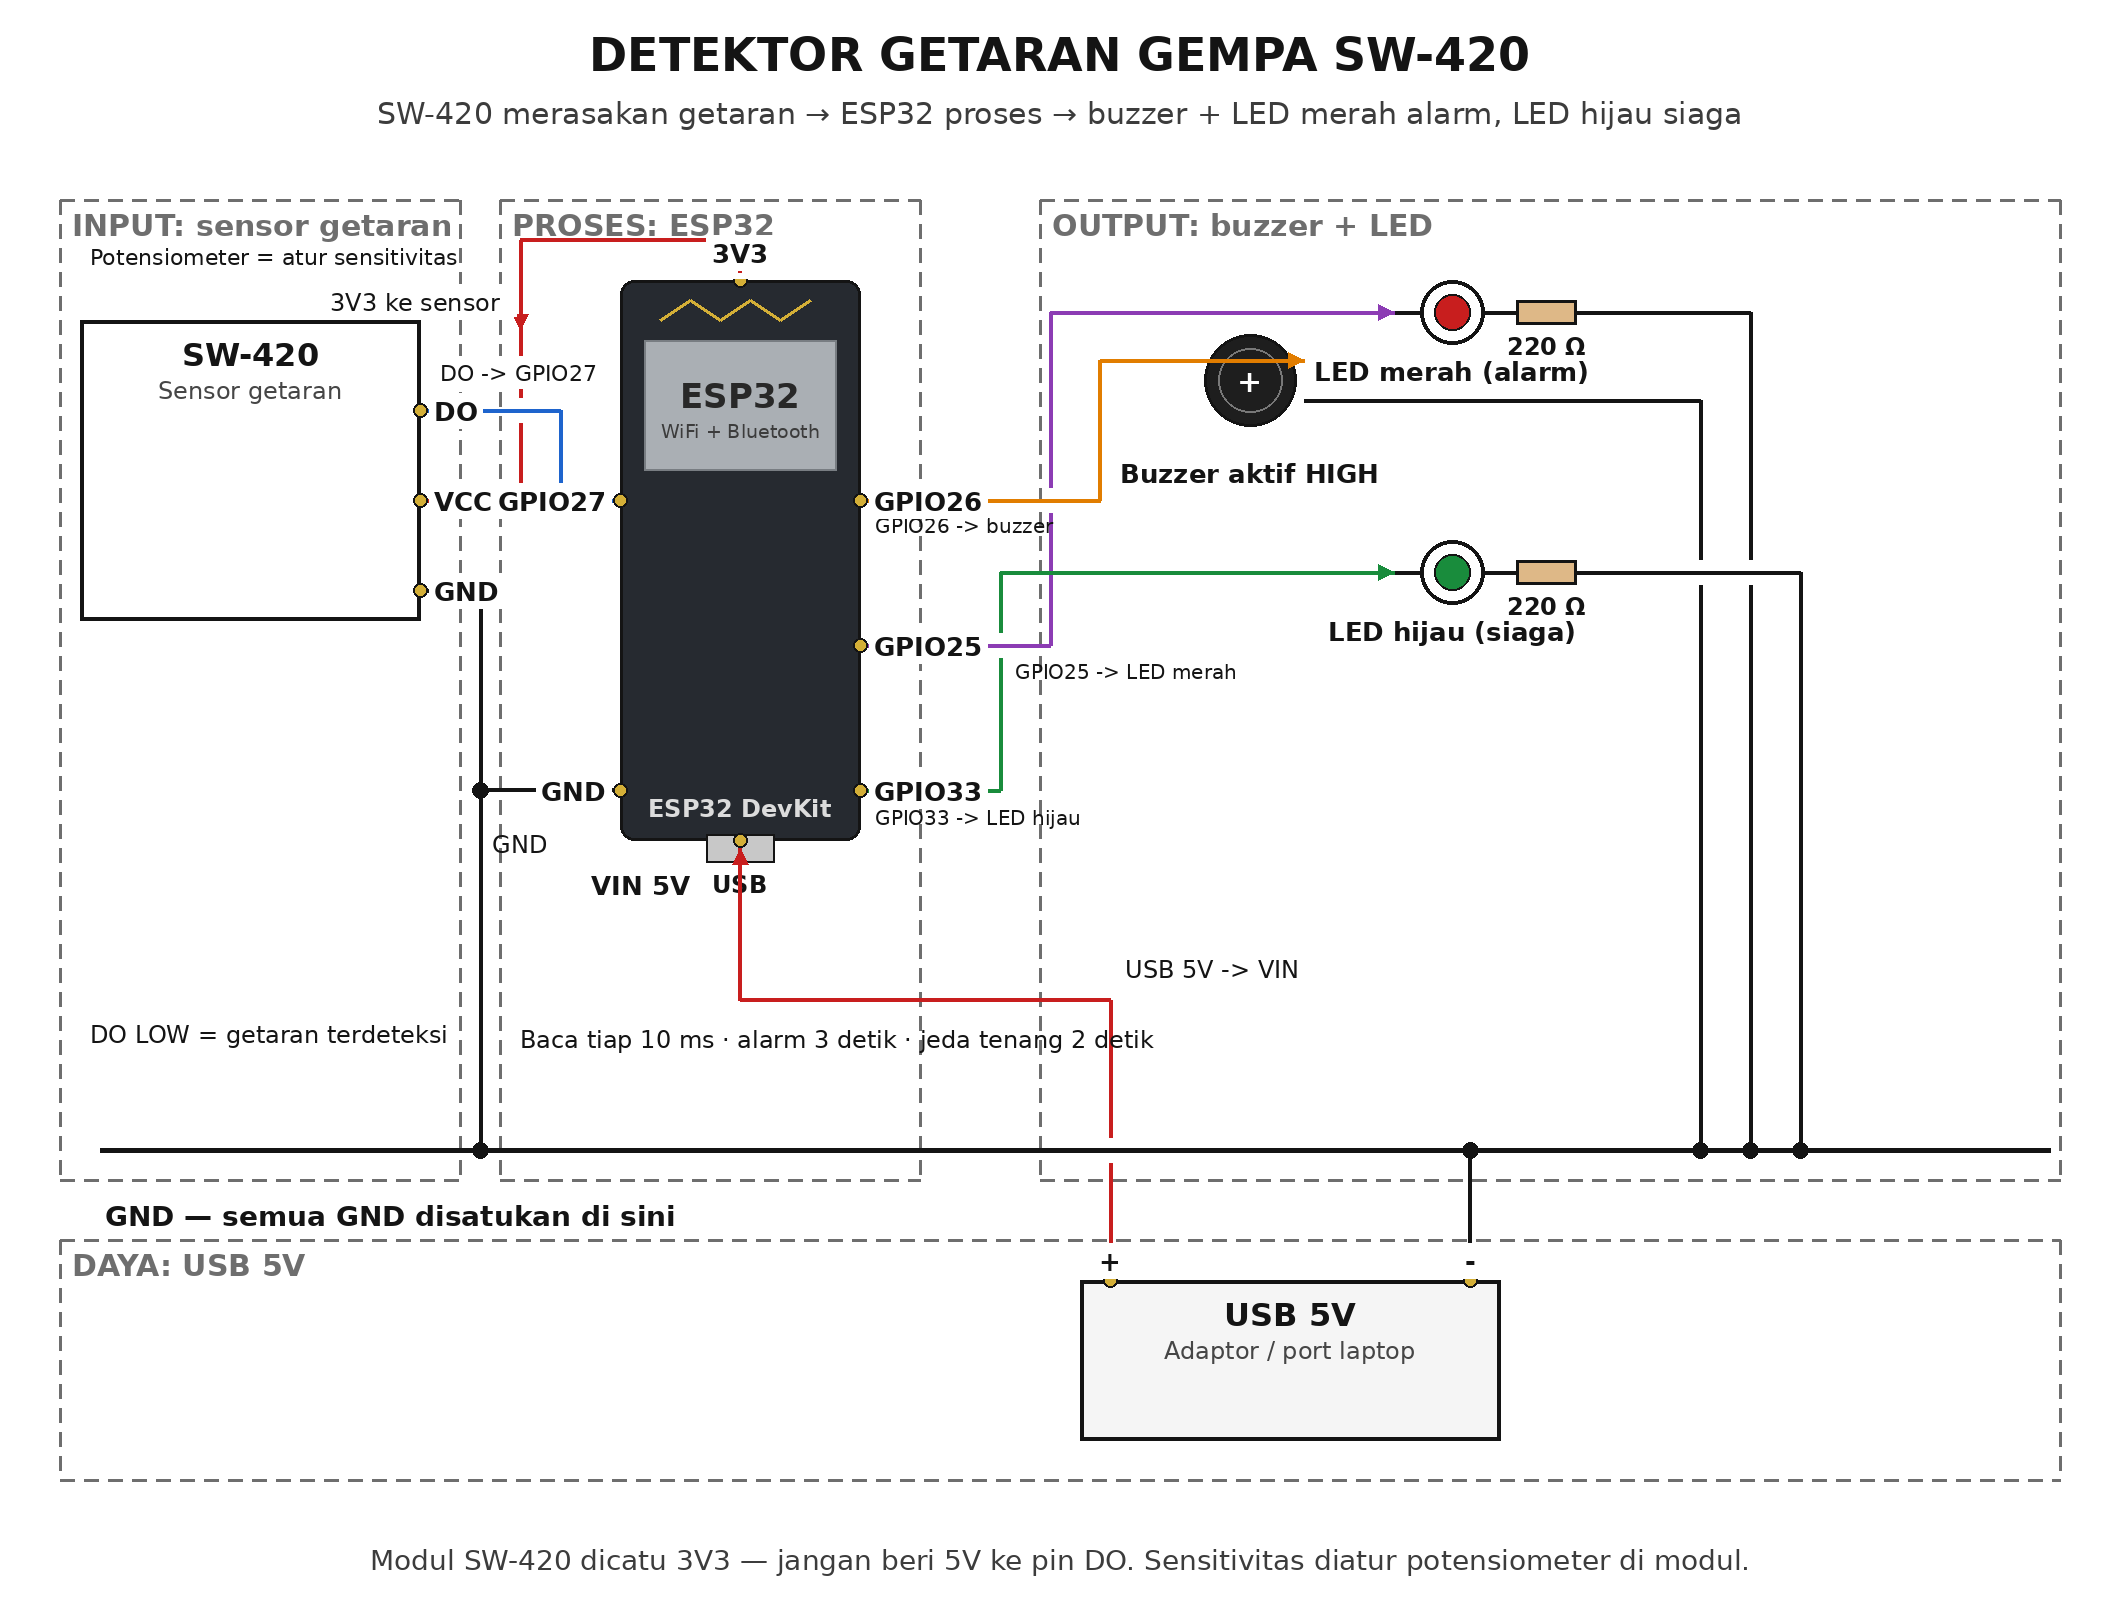 DETEKTOR GETARAN GEMPA SW-420
SW-420 merasakan getaran → ESP32 proses → buzzer + LED merah alarm, LED hijau siaga
INPUT: sensor getaran
Potensiometer = atur sensitivitas
3V3 ke sensor
SW-420
Sensor getaran
DO -> GPIO27
DO
VCC
GND
DO LOW = getaran terdeteksi
PROSES: ESP32
3V3
ESP32
WiFi + Bluetooth
GPIO27
GPIO26
GPIO26 -> buzzer
GPIO25
GPIO25 -> LED merah
GND
GND
GPIO33
GPIO33 -> LED hijau
ESP32 DevKit
VIN 5V
USB
Baca tiap 10 ms · alarm 3 detik · jeda tenang 2 detik
OUTPUT: buzzer + LED
220 Ω
LED merah (alarm)
+
Buzzer aktif HIGH
220 Ω
LED hijau (siaga)
USB 5V -> VIN
GND — semua GND disatukan di sini
DAYA: USB 5V
+
-
USB 5V
Adaptor / port laptop
Modul SW-420 dicatu 3V3 — jangan beri 5V ke pin DO. Sensitivitas diatur potensiometer di modul.